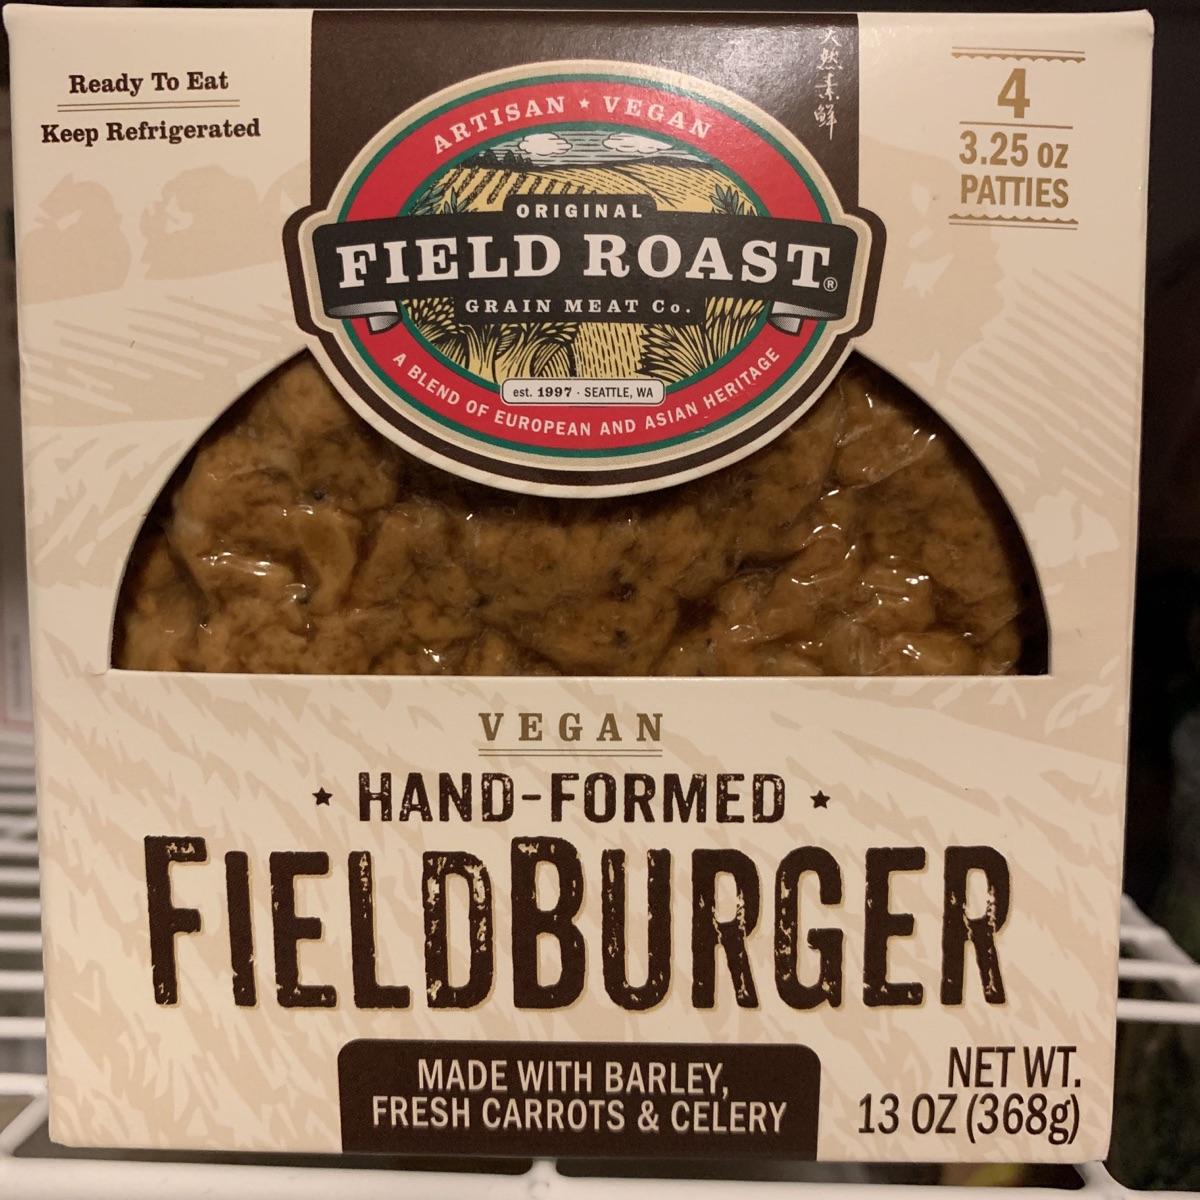 Ready To Eat
Keep Refrigerated
天然素鮮
4
3.25 oz
PATTIES
ARTISAN ★ VEGAN
ORIGINAL
FIELD ROAST®
GRAIN MEAT Co.
est. 1997 · SEATTLE, WA
A BLEND OF EUROPEAN AND ASIAN HERITAGE
VEGAN
★ HAND-FORMED ★
FIELDBURGER
MADE WITH BARLEY,
FRESH CARROTS & CELERY
NET WT.
13 OZ (368g)